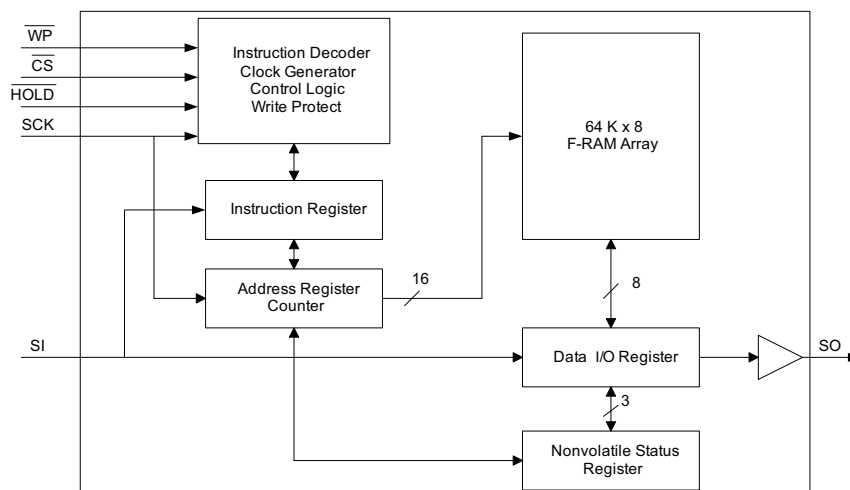 WP
CS
HOLD
SCK
Instruction Decoder
Clock Generator
Control Logic
Write Protect
64 K x 8
F-RAM Array
Instruction Register
Address Register
Counter
16
8
SI
Data I/O Register
SO
3
Nonvolatile Status
Register